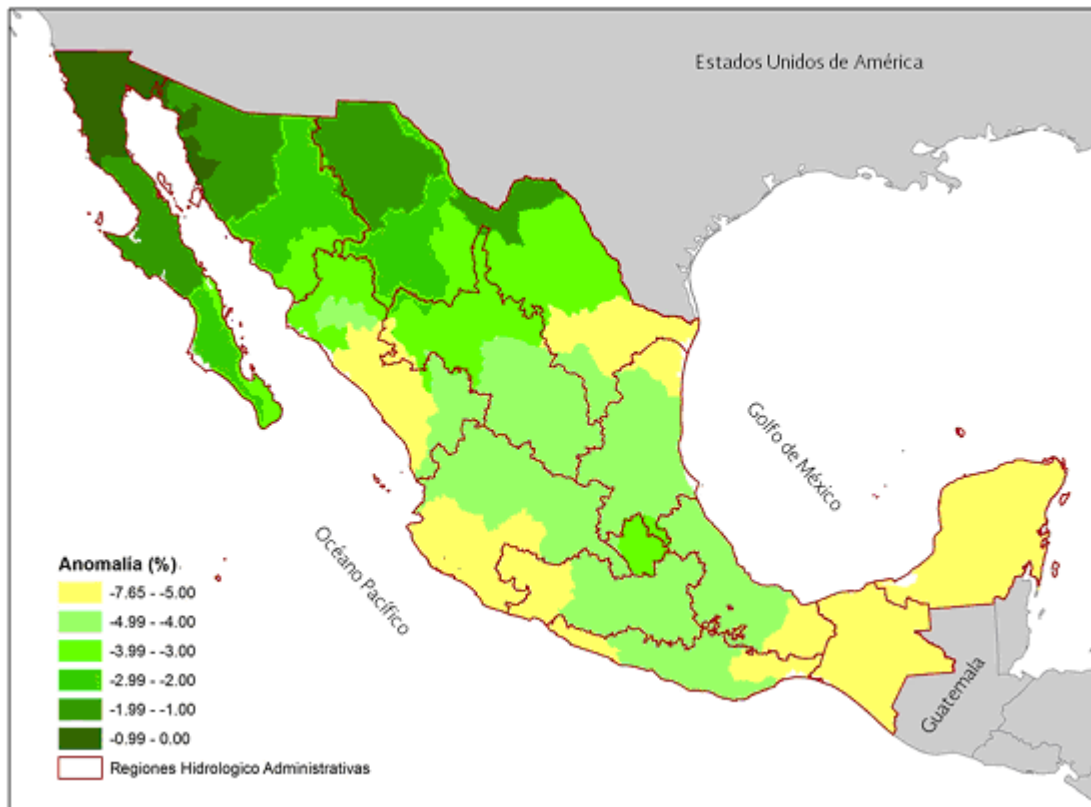 Estados Unidos de América
Golfo de México
Océano Pacífico
Guatemala
Anomalía (%)
-7.65 - -5.00
-4.99 - -4.00
-3.99 - -3.00
-2.99 - -2.00
-1.99 - -1.00
-0.99 - 0.00
Regiones Hidrologico Administrativas